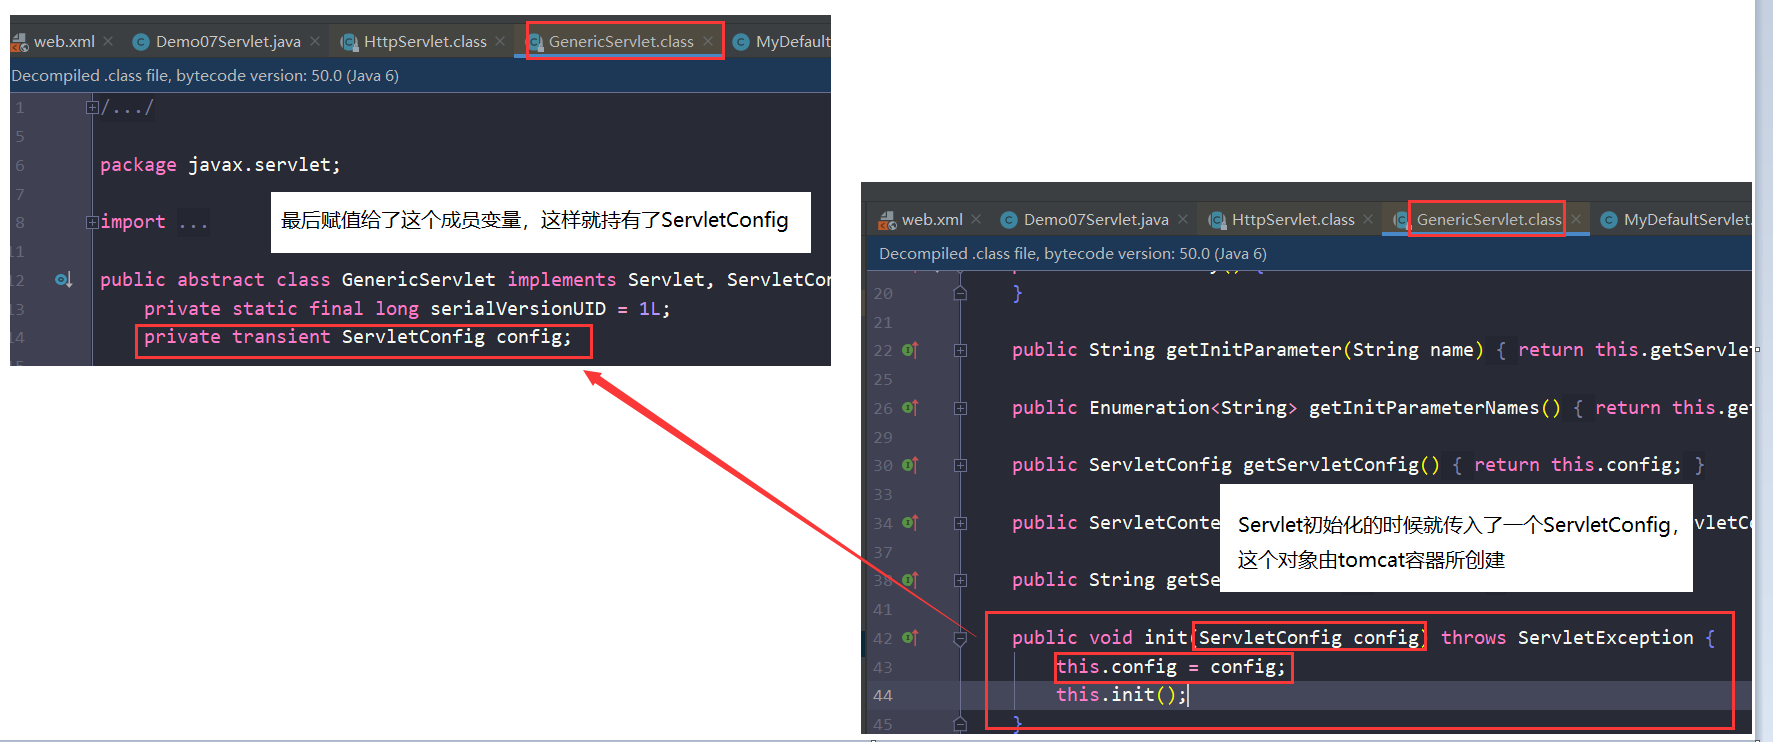 web.xml
Demo07Servlet.java
HttpServlet.class
GenericServlet.class
MyDefault
Decompiled .class file, bytecode version: 50.0 (Java 6)
1 /.../
5
6 package javax.servlet;
7
8 import ...
最后赋值给了这个成员变量，这样就持有了ServletConfig
11
12 public abstract class GenericServlet implements Servlet, ServletCon
13 private static final long serialVersionUID = 1L;
14 private transient ServletConfig config;
web.xml
Demo07Servlet.java
HttpServlet.class
GenericServlet.class
MyDefaultServlet.
Decompiled .class file, bytecode version: 50.0 (Java 6)
() {
20 }
21
22 public String getInitParameter(String name) { return this.getServlet
25
26 public Enumeration<String> getInitParameterNames() { return this.get
29
30 public ServletConfig getServletConfig() { return this.config; }
33
34 public ServletConte
vletCo
Servlet初始化的时候就传入了一个ServletConfig，
这个对象由tomcat容器所创建
37
38 public String getSe
41
42 public void init(ServletConfig config) throws ServletException {
43 this.config = config;
44 this.init();
45 }